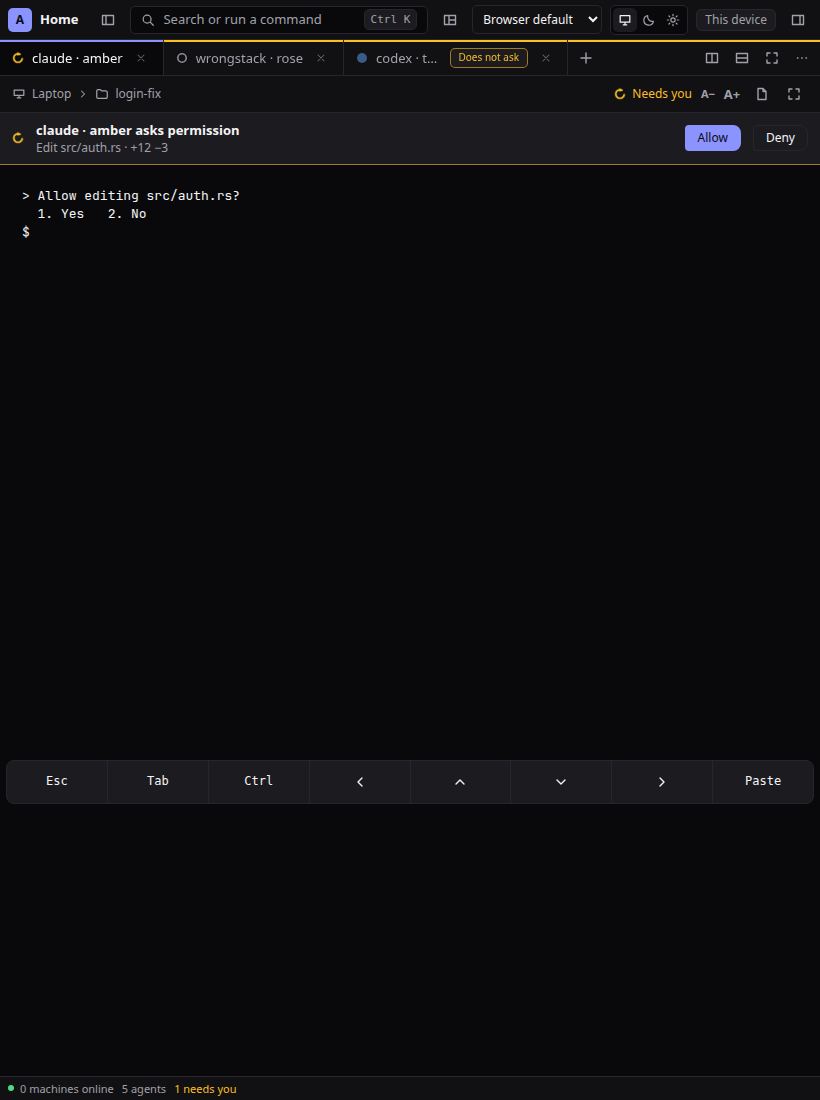 A Home Search or run a command Ctrl K Browser default This device
claude · amber wrongstack · rose codex · t... Does not ask
Laptop login-fix Needs you A− A+
claude · amber asks permission
Edit src/auth.rs · +12 −3
Allow Deny
> Allow editing src/auth.rs?
1. Yes 2. No
$
Esc Tab Ctrl Paste
0 machines online 5 agents 1 needs you